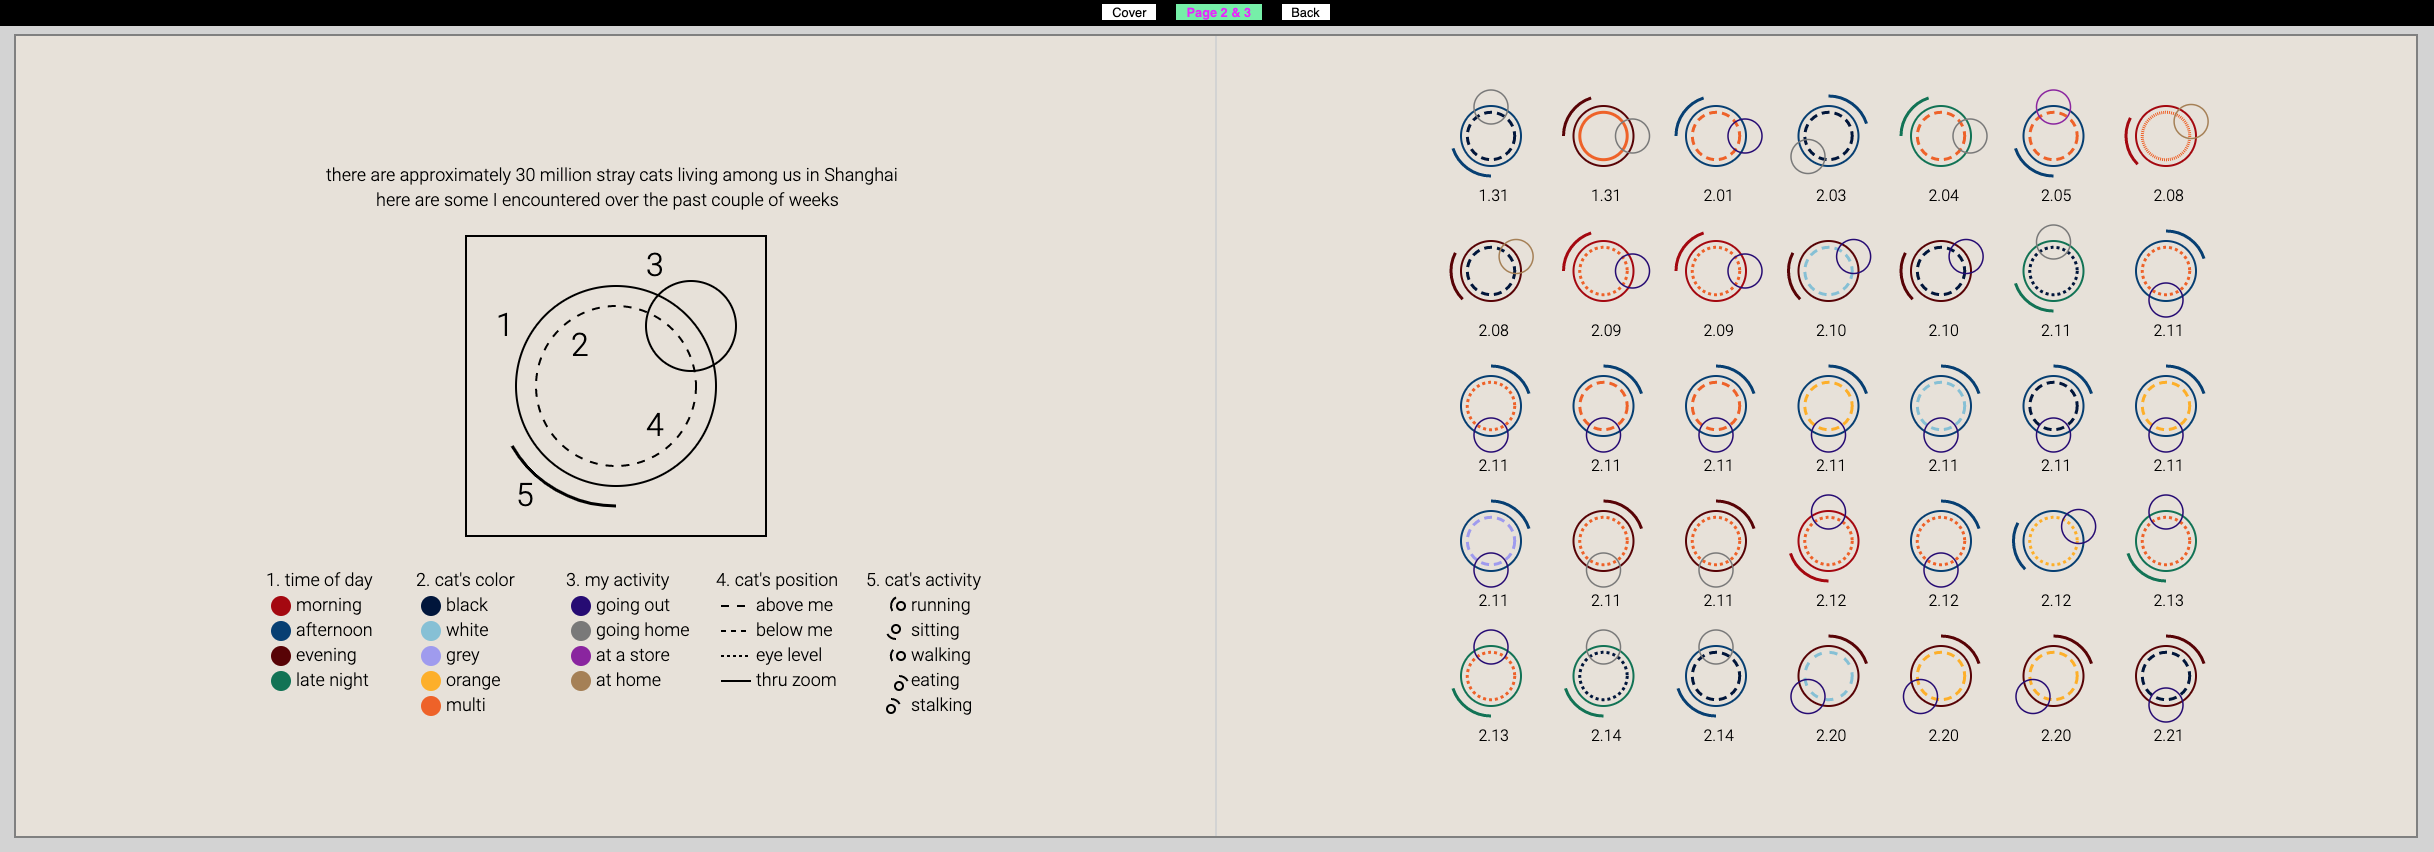 Cover
Page 2 & 3
Back
there are approximately 30 million stray cats living among us in Shanghai
here are some I encountered over the past couple of weeks
3
1
2
4
5
1. time of day
morning
afternoon
evening
late night
2. cat's color
black
white
grey
orange
multi
3. my activity
going out
going home
at a store
at home
4. cat's position
above me
below me
eye level
thru zoom
5. cat's activity
running
sitting
walking
eating
stalking
1.31 1.31 2.01 2.03 2.04 2.05 2.08
2.08 2.09 2.09 2.10 2.10 2.11 2.11
2.11 2.11 2.11 2.11 2.11 2.11 2.11
2.11 2.11 2.11 2.12 2.12 2.12 2.13
2.13 2.14 2.14 2.20 2.20 2.20 2.21